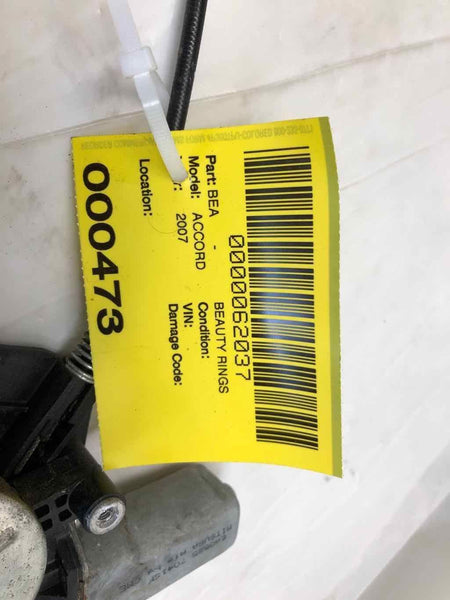 0000062037
Part: BEA - BEAUTY RINGS
Model: ACCORD Condition:
2007 VIN:
Location: Damage Code:
000473